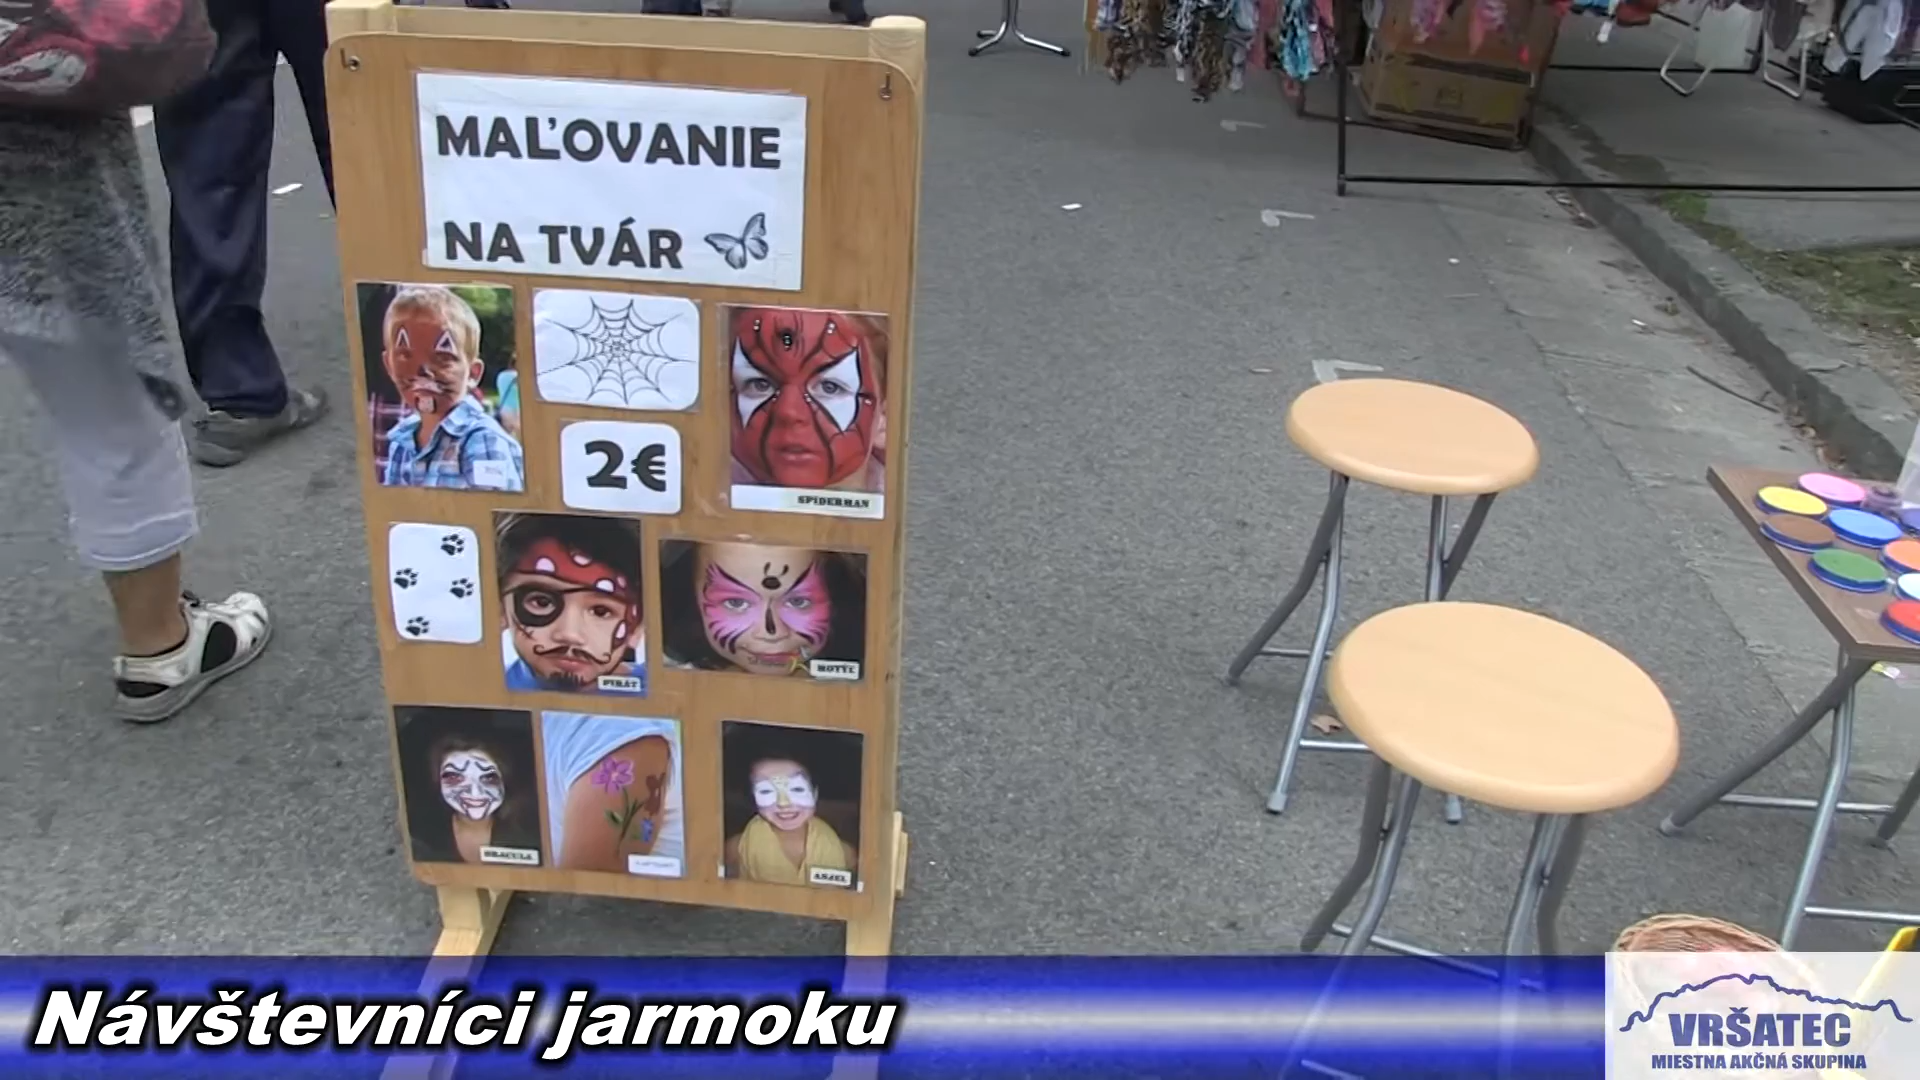 MAĽOVANIE
NA TVÁR
2€
SPIDERMAN
PIRÁT
MOTÝĽ
DRACULA
ANJEL
Návštevníci jarmoku
VRŠATEC
MIESTNA AKČNÁ SKUPINA